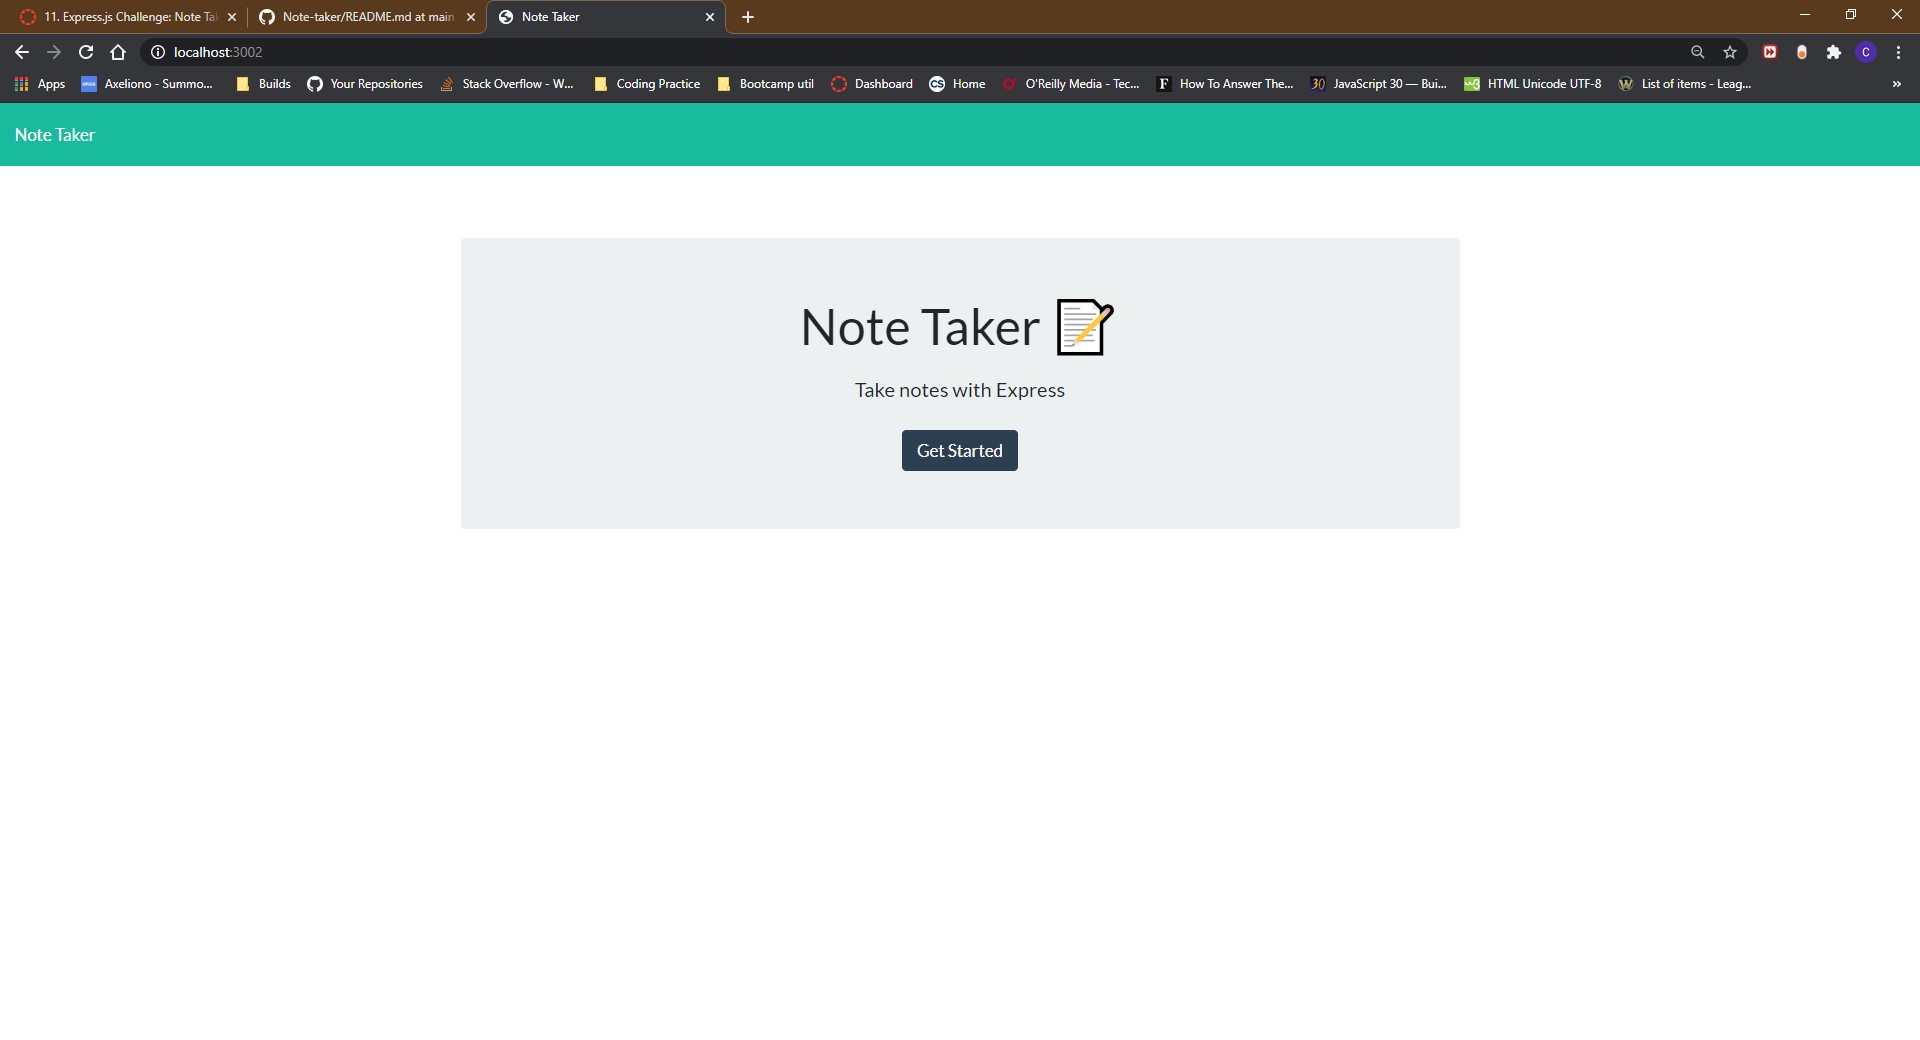 11. Express.js Challenge: Note Ta
Note-taker/README.md at main
Note Taker
localhost:3002
C
Apps
Axeliono - Summo...
Builds
Your Repositories
Stack Overflow - W...
Coding Practice
Bootcamp util
Dashboard
CS
Home
O'Reilly Media - Tec...
F
How To Answer The...
30
JavaScript 30 — Bui...
HTML Unicode UTF-8
W
List of items - Leag...
»
Note Taker
Note Taker
Take notes with Express
Get Started